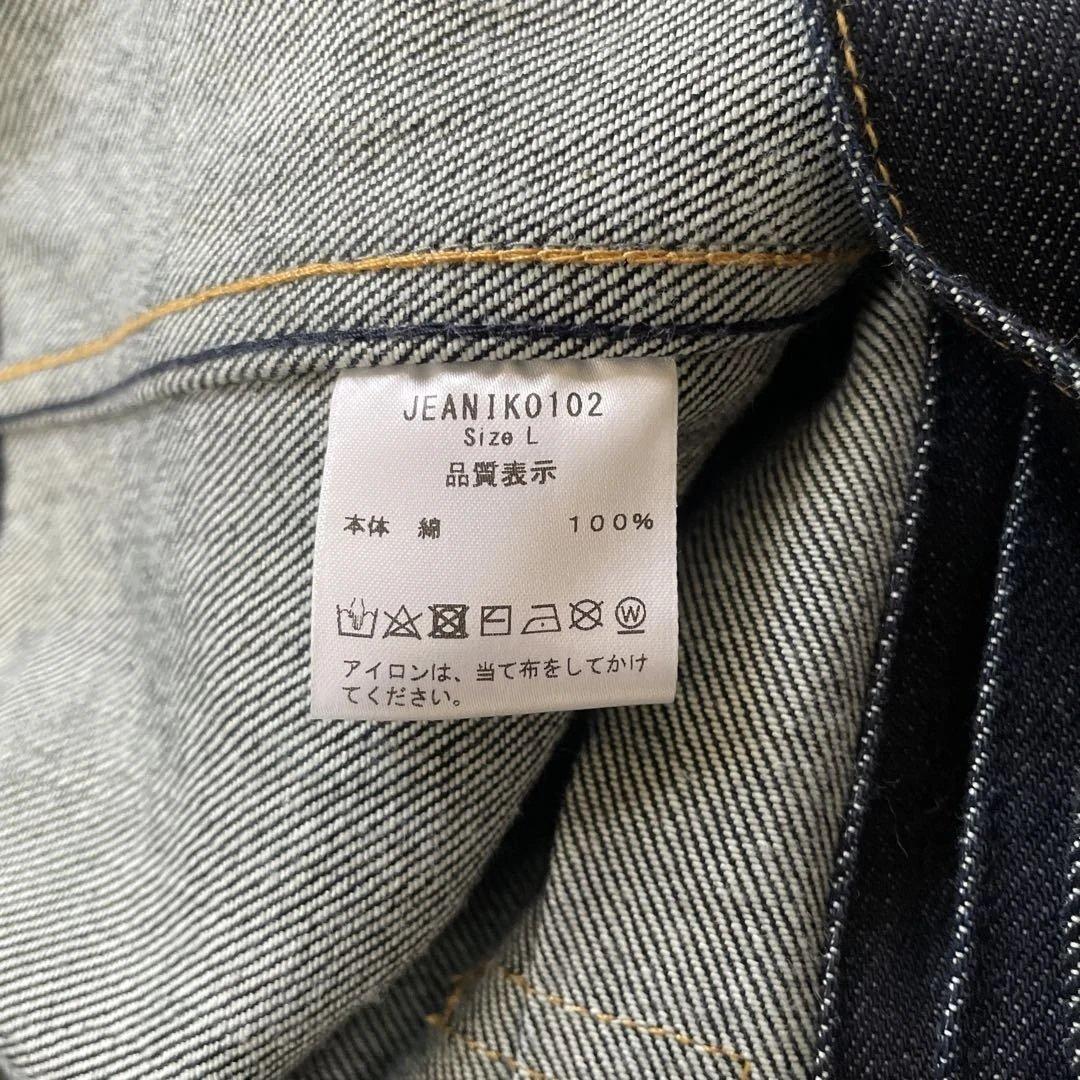 JEANIK0102
Size L
品質表示
本体 綿 100%
W
アイロンは、当て布をしてかけ
てください。